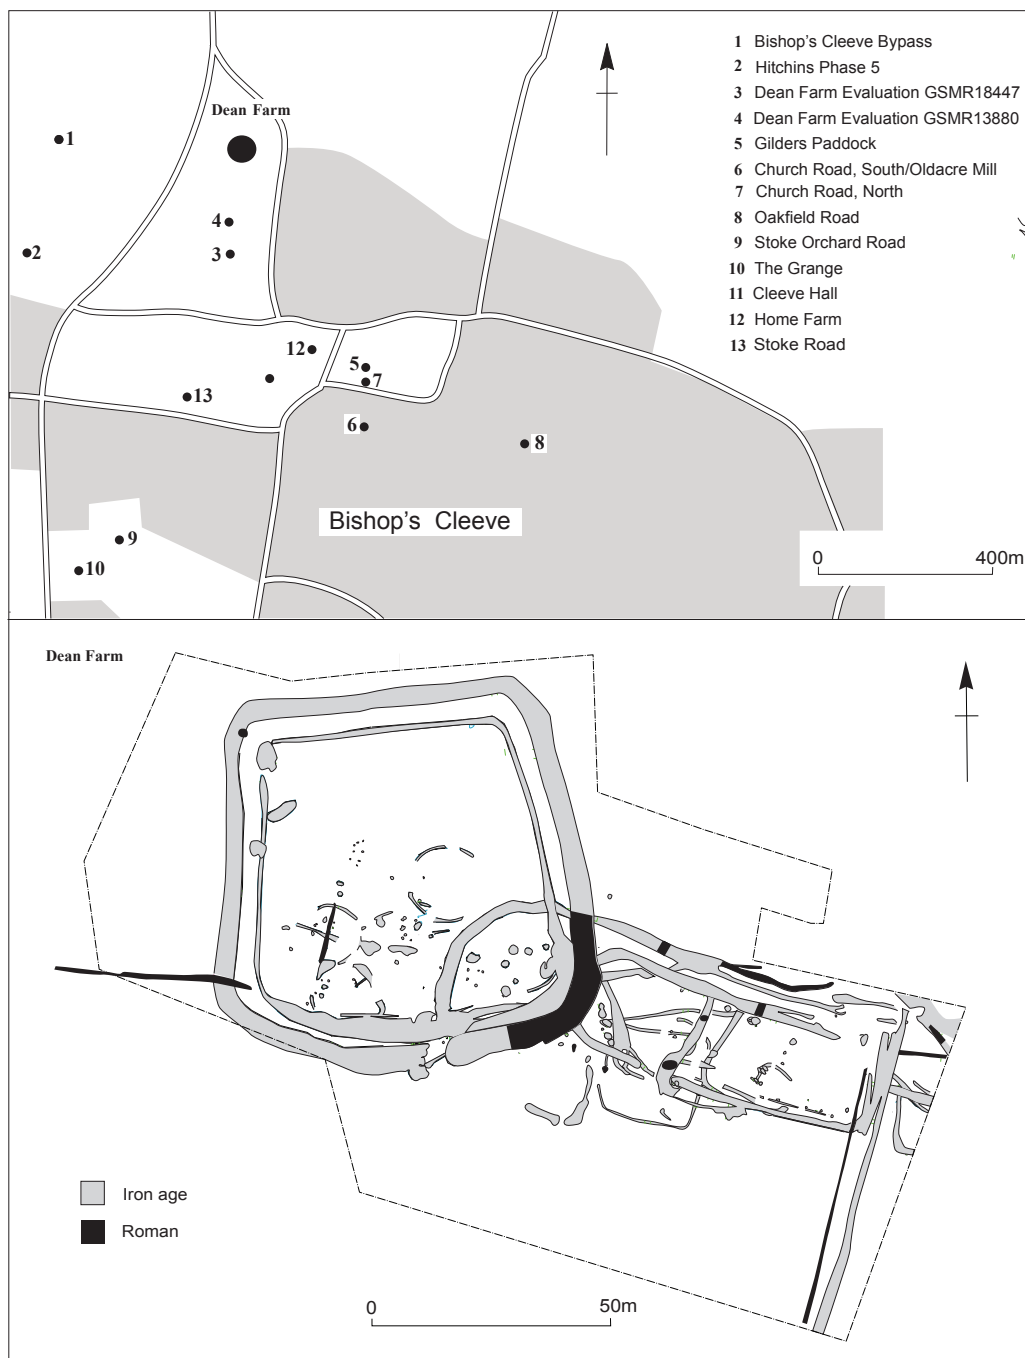 1 Bishop's Cleeve Bypass
2 Hitchins Phase 5
3 Dean Farm Evaluation GSMR18447
4 Dean Farm Evaluation GSMR13880
5 Gilders Paddock
6 Church Road, South/Oldacre Mill
7 Church Road, North
8 Oakfield Road
9 Stoke Orchard Road
10 The Grange
11 Cleeve Hall
12 Home Farm
13 Stoke Road
Dean Farm
1
4
2
3
12
5
7
13
6
8
Bishop's Cleeve
9
10
0 400m
Dean Farm
Iron age
Roman
0 50m